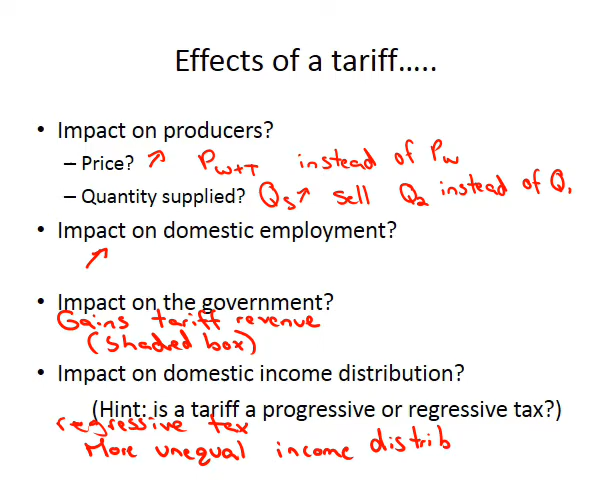 Effects of a tariff…..
• Impact on producers?
– Price? ↗ PW+T instead of PW
– Quantity supplied? QS↗ sell Q2 instead of Q1
• Impact on domestic employment?
↗
• Impact on the government?
Gains tariff revenue
(shaded box)
• Impact on domestic income distribution?
(Hint: is a tariff a progressive or regressive tax?)
regressive tax
More unequal income distrib